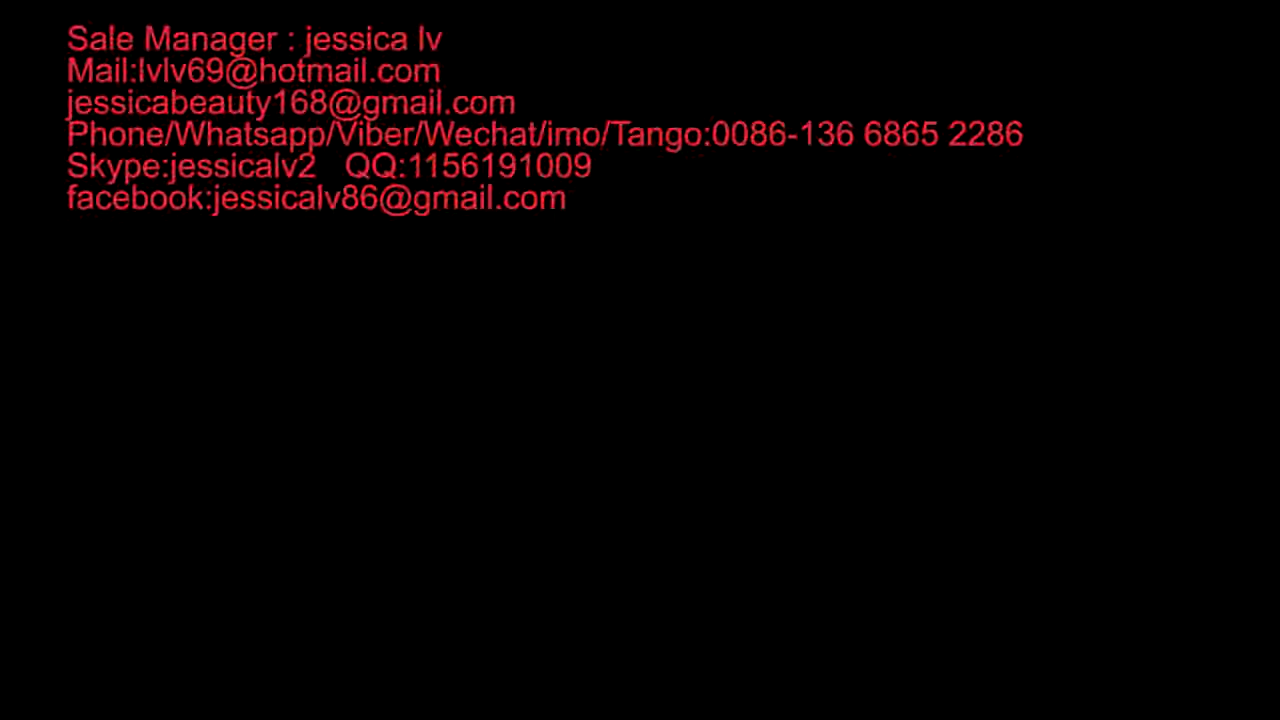 Sale Manager : jessica lv
Mail:lvlv69@hotmail.com
jessicabeauty168@gmail.com
Phone/Whatsapp/Viber/Wechat/imo/Tango:0086-136 6865 2286
Skype:jessicalv2   QQ:1156191009
facebook:jessicalv86@gmail.com